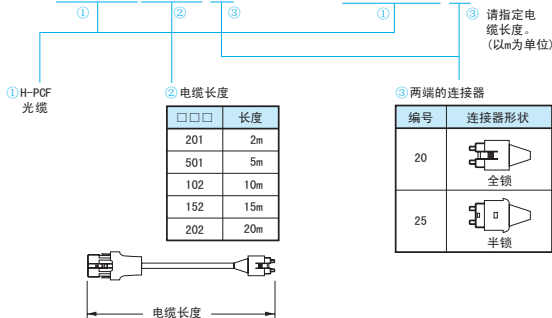 ① ② ③ ① ③ 请指定电
缆长度。
(以m为单位)
①H-PCF
光缆
②电缆长度
□□□ 长度
201 2m
501 5m
102 10m
152 15m
202 20m
③两端的连接器
编号 连接器形状
20 全锁
25 半锁
电缆长度